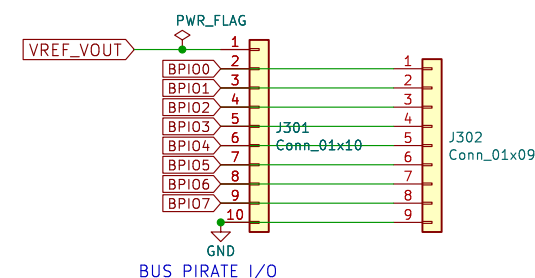 PWR_FLAG
VREF_VOUT
1
BPIO0 2 1
BPIO1 3 2
BPIO2 4 3
BPIO3 5 4
BPIO4 6 5
BPIO5 7 6
BPIO6 8 7
BPIO7 9 8
10 9
J301
Conn_01x10
J302
Conn_01x09
GND
BUS PIRATE I/O